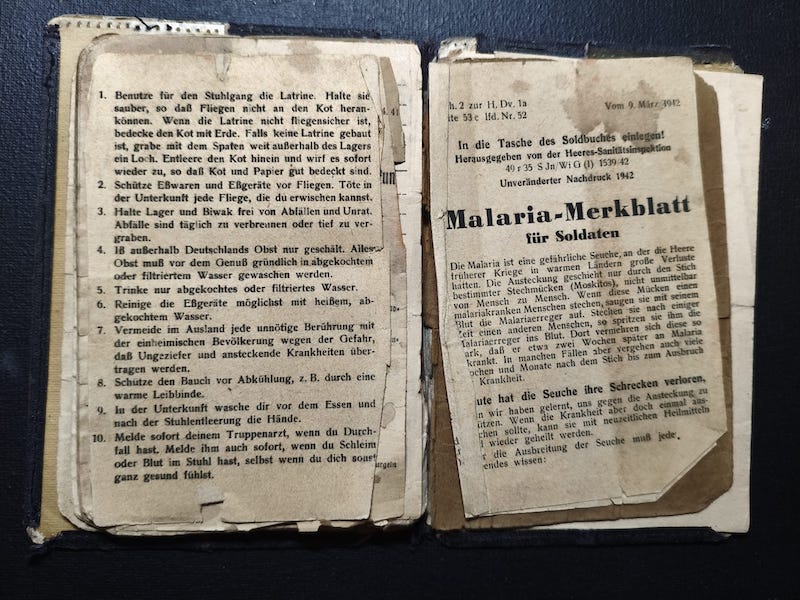 1. Benutze für den Stuhlgang die Latrine. Halte sie
sauber, so daß Fliegen nicht an den Kot heran-
können. Wenn die Latrine nicht fliegensicher ist,
bedecke den Kot mit Erde. Falls keine Latrine gebaut
ist, grabe mit dem Spaten weit außerhalb des Lagers
ein Loch. Entleere den Kot hinein und wirf es sofort
wieder zu, so daß Kot und Papier gut bedeckt sind.
2. Schütze Eßwaren und Eßgeräte vor Fliegen. Töte in
der Unterkunft jede Fliege, die du erwischen kannst.
3. Halte Lager und Biwak frei von Abfällen und Unrat.
Abfälle sind täglich zu verbrennen oder tief zu ver-
graben.
4. Iß außerhalb Deutschlands Obst nur geschält. Alles
Obst muß vor dem Genuß gründlich in abgekochtem
oder filtriertem Wasser gewaschen werden.
5. Trinke nur abgekochtes oder filtriertes Wasser.
6. Reinige die Eßgeräte möglichst mit heißem, ab-
gekochtem Wasser.
7. Vermeide im Ausland jede unnötige Berührung mit
der einheimischen Bevölkerung wegen der Gefahr,
daß Ungeziefer und ansteckende Krankheiten über-
tragen werden.
8. Schütze den Bauch vor Abkühlung, z. B. durch eine
warme Leibbinde.
9. In der Unterkunft wasche dir vor dem Essen und
nach der Stuhlentleerung die Hände.
10. Melde sofort deinem Truppenarzt, wenn du Durch-
fall hast. Melde ihm auch sofort, wenn du Schleim
oder Blut im Stuhl hast, selbst wenn du dich sonst
ganz gesund fühlst.
h. 2 zur H. Dv. 1a
Vom 9. März 1942
ite 53c lfd. Nr. 52
In die Tasche des Soldbuches einlegen!
Herausgegeben von der Heeres-Sanitätsinspektion
49 r 35 S Jn/Wi G (I) 1539/42
Unveränderter Nachdruck 1942
Malaria-Merkblatt
für Soldaten
Die Malaria ist eine gefährliche Seuche, an der die Heere
früherer Kriege in warmen Ländern große Verluste
hatten. Die Ansteckung geschieht nur durch den Stich
bestimmter Stechmücken (Moskitos), nicht unmittelbar
von Mensch zu Mensch. Wenn diese Mücken einen
malariakranken Menschen stechen, saugen sie mit seinem
Blut die Malariaerreger auf. Stechen sie nach einiger
Zeit einen anderen Menschen, so spritzen sie ihm die
Malariaerreger ins Blut. Dort vermehren sich diese so
ark, daß er etwa zwei Wochen später an Malaria
krankt. In manchen Fällen aber vergehen auch viele
ochen und Monate nach dem Stich bis zum Ausbruch
Krankheit.
ute hat die Seuche ihre Schrecken verloren,
n wir haben gelernt, uns gegen die Ansteckung zu
ützen. Wenn die Krankheit aber doch einmal aus-
chen sollte, kann sie mit neuzeitlichen Heilmitteln
wieder geheilt werden.
die Ausbreitung der Seuche muß jeder
endes wissen: